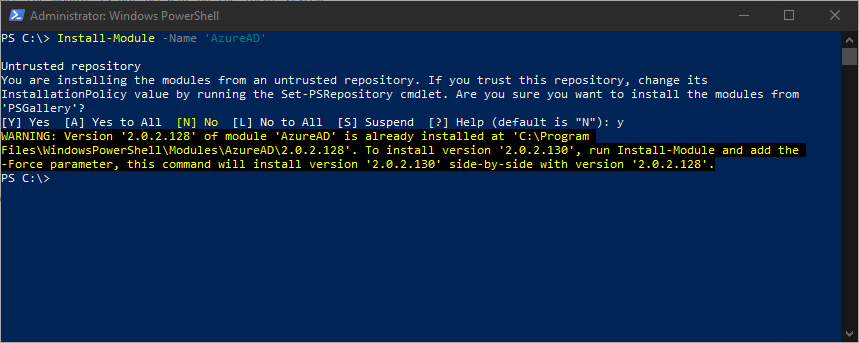 Administrator: Windows PowerShell
PS C:\> Install-Module -Name 'AzureAD'
Untrusted repository
You are installing the modules from an untrusted repository. If you trust this repository, change its
InstallationPolicy value by running the Set-PSRepository cmdlet. Are you sure you want to install the modules from
'PSGallery'?
[Y] Yes  [A] Yes to All  [N] No  [L] No to All  [S] Suspend  [?] Help (default is "N"): y
WARNING: Version '2.0.2.128' of module 'AzureAD' is already installed at 'C:\Program
Files\WindowsPowerShell\Modules\AzureAD\2.0.2.128'. To install version '2.0.2.130', run Install-Module and add the
-Force parameter, this command will install version '2.0.2.130' side-by-side with version '2.0.2.128'.
PS C:\>